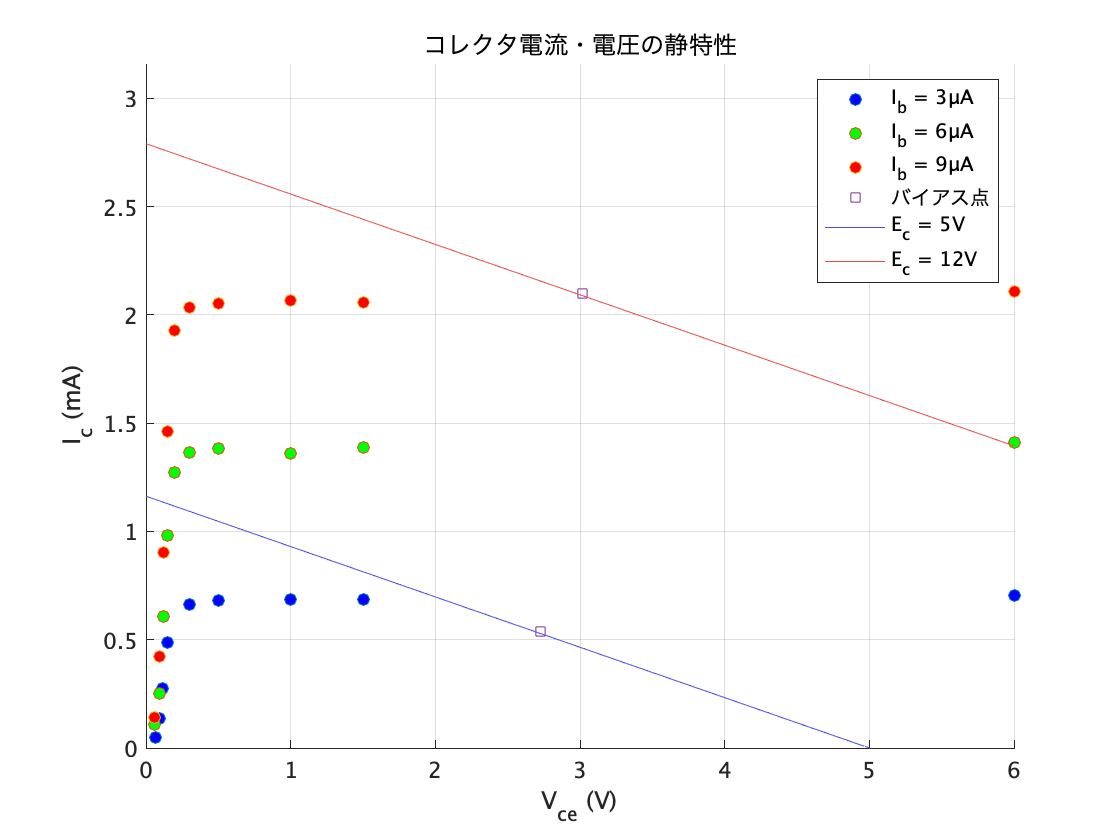 コレクタ電流・電圧の静特性
I_b = 3μA
I_b = 6μA
I_b = 9μA
バイアス点
E_c = 5V
E_c = 12V
I_c (mA)
3
2.5
2
1.5
1
0.5
0
0 1 2 3 4 5 6
V_ce (V)